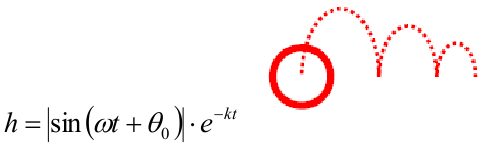 h = |sin(ωt + θ₀)| · e⁻ᵏᵗ